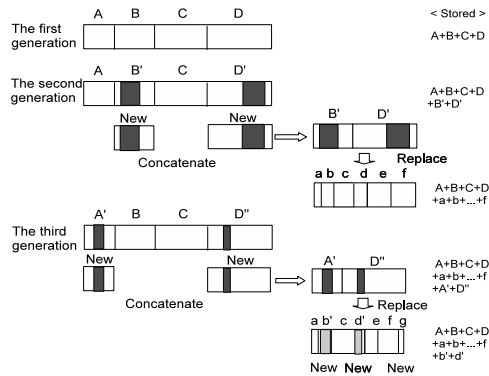 A B C D < Stored >
The first generation A+B+C+D
A B' C D'
The second generation A+B+C+D +B'+D'
New New B' D'
Concatenate Replace
a b c d e f
A+B+C+D +a+b+...+f
A' B C D''
The third generation
New New A' D'' A+B+C+D +a+b+...+f +A'+D''
Concatenate Replace
a b' c d' e f g
A+B+C+D +a+b+...+f +b'+d'
New New New